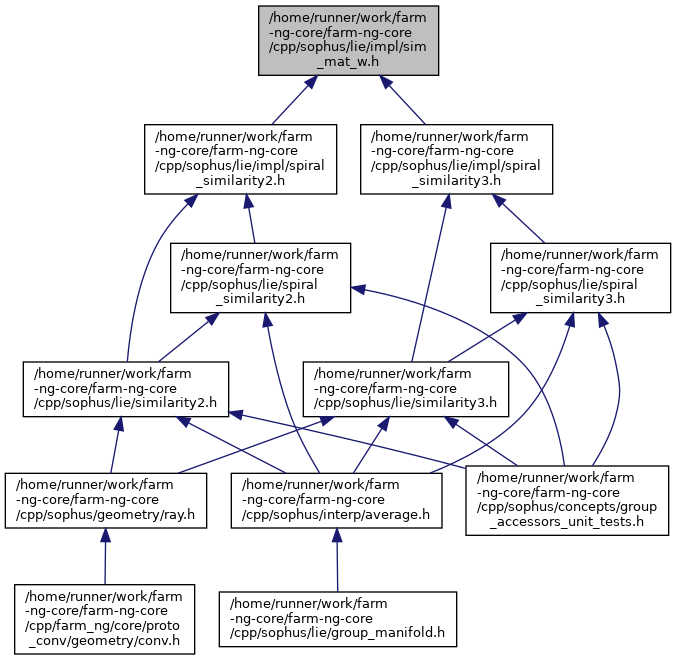 /home/runner/work/farm
-ng-core/farm-ng-core
/cpp/sophus/lie/impl/sim
_mat_w.h
/home/runner/work/farm
-ng-core/farm-ng-core
/cpp/sophus/lie/impl/spiral
_similarity2.h
/home/runner/work/farm
-ng-core/farm-ng-core
/cpp/sophus/lie/impl/spiral
_similarity3.h
/home/runner/work/farm
-ng-core/farm-ng-core
/cpp/sophus/lie/spiral
_similarity2.h
/home/runner/work/farm
-ng-core/farm-ng-core
/cpp/sophus/lie/spiral
_similarity3.h
/home/runner/work/farm
-ng-core/farm-ng-core
/cpp/sophus/lie/similarity2.h
/home/runner/work/farm
-ng-core/farm-ng-core
/cpp/sophus/lie/similarity3.h
/home/runner/work/farm
-ng-core/farm-ng-core
/cpp/sophus/geometry/ray.h
/home/runner/work/farm
-ng-core/farm-ng-core
/cpp/sophus/interp/average.h
/home/runner/work/farm
-ng-core/farm-ng-core
/cpp/sophus/concepts/group
_accessors_unit_tests.h
/home/runner/work/farm
-ng-core/farm-ng-core
/cpp/farm_ng/core/proto
_conv/geometry/conv.h
/home/runner/work/farm
-ng-core/farm-ng-core
/cpp/sophus/lie/group_manifold.h